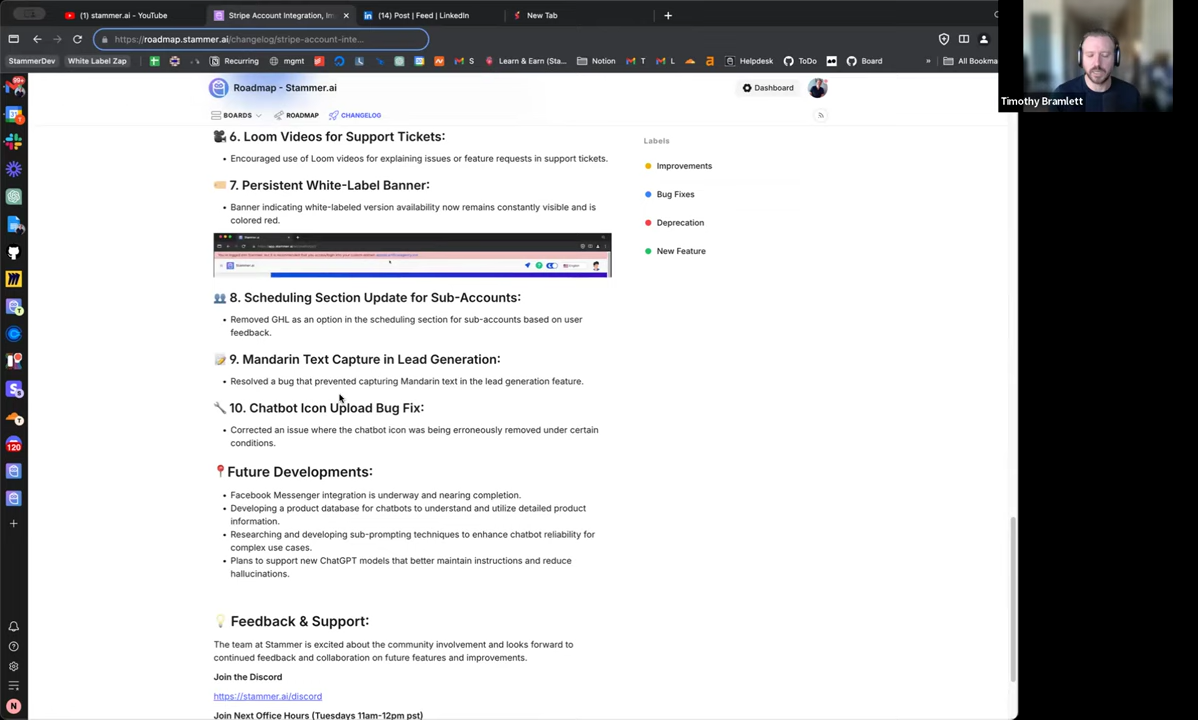 (1) stammer.ai - YouTube
Stripe Account Integration, Im
(14) Post | Feed | LinkedIn
New Tab
https://roadmap.stammer.ai/changelog/stripe-account-inte...
StammerDev
White Label Zap
Recurring
mgmt
S
Learn & Earn (Sta...
Notion
T
L
Helpdesk
ToDo
Board
»
All Bookma
Timothy Bramlett
99+
Roadmap - Stammer.ai
Dashboard
BOARDS
ROADMAP
CHANGELOG
6. Loom Videos for Support Tickets:
• Encouraged use of Loom videos for explaining issues or feature requests in support tickets.
7. Persistent White-Label Banner:
• Banner indicating white-labeled version availability now remains constantly visible and is
colored red.
Stammer.ai
English
8. Scheduling Section Update for Sub-Accounts:
• Removed GHL as an option in the scheduling section for sub-accounts based on user
feedback.
9. Mandarin Text Capture in Lead Generation:
• Resolved a bug that prevented capturing Mandarin text in the lead generation feature.
10. Chatbot Icon Upload Bug Fix:
• Corrected an issue where the chatbot icon was being erroneously removed under certain
conditions.
Future Developments:
• Facebook Messenger integration is underway and nearing completion.
• Developing a product database for chatbots to understand and utilize detailed product
information.
• Researching and developing sub-prompting techniques to enhance chatbot reliability for
complex use cases.
• Plans to support new ChatGPT models that better maintain instructions and reduce
hallucinations.
Feedback & Support:
The team at Stammer is excited about the community involvement and looks forward to
continued feedback and collaboration on future features and improvements.
Join the Discord
https://stammer.ai/discord
Join Next Office Hours (Tuesdays 11am-12pm pst)
Labels
Improvements
Bug Fixes
Deprecation
New Feature
120
N